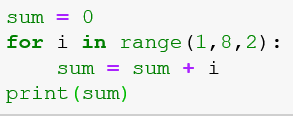 sum = 0
for i in range(1,8,2):
    sum = sum + i
print(sum)